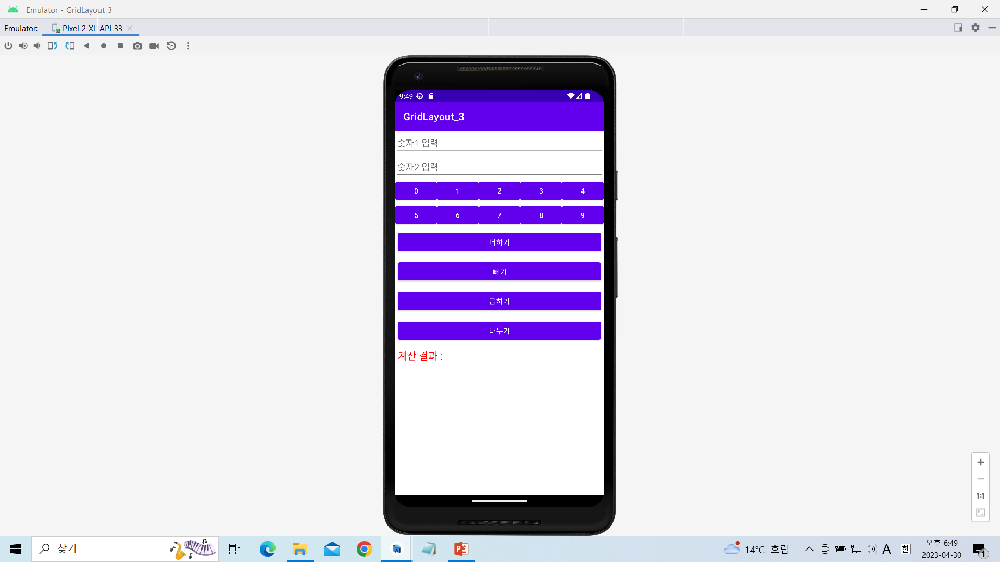 Emulator - GridLayout_3
Emulator: Pixel 2 XL API 33
9:49
GridLayout_3
숫자1 입력
숫자2 입력
0 1 2 3 4
5 6 7 8 9
더하기
빼기
곱하기
나누기
계산 결과 :
1:1
찾기
14°C 흐림
A
한
오후 6:49
2023-04-30
1